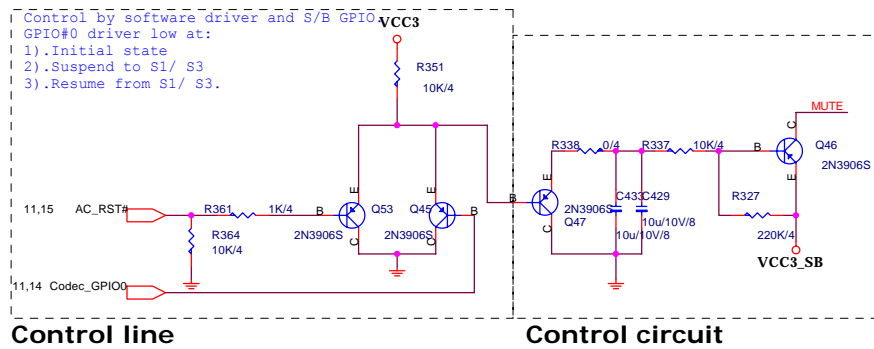 Control by software driver and S/B GPIO.
GPIO#0 driver low at:
1).Initial state
2).Suspend to S1/ S3
3).Resume from S1/ S3.
VCC3
R351
10K/4
MUTE
C
R338
0/4
R337
10K/4
B
Q46
2N3906S
E
E
E
E
R327
220K/4
VCC3_SB
11,15
AC_RST#
R361
1K/4
B
Q53
Q45
B
B
2N3906S
2N3906S
C
C
R364
10K/4
2N3906S
Q47
C
C433
C429
10u/10V/8
10u/10V/8
11,14
Codec_GPIO0
Control line
Control circuit